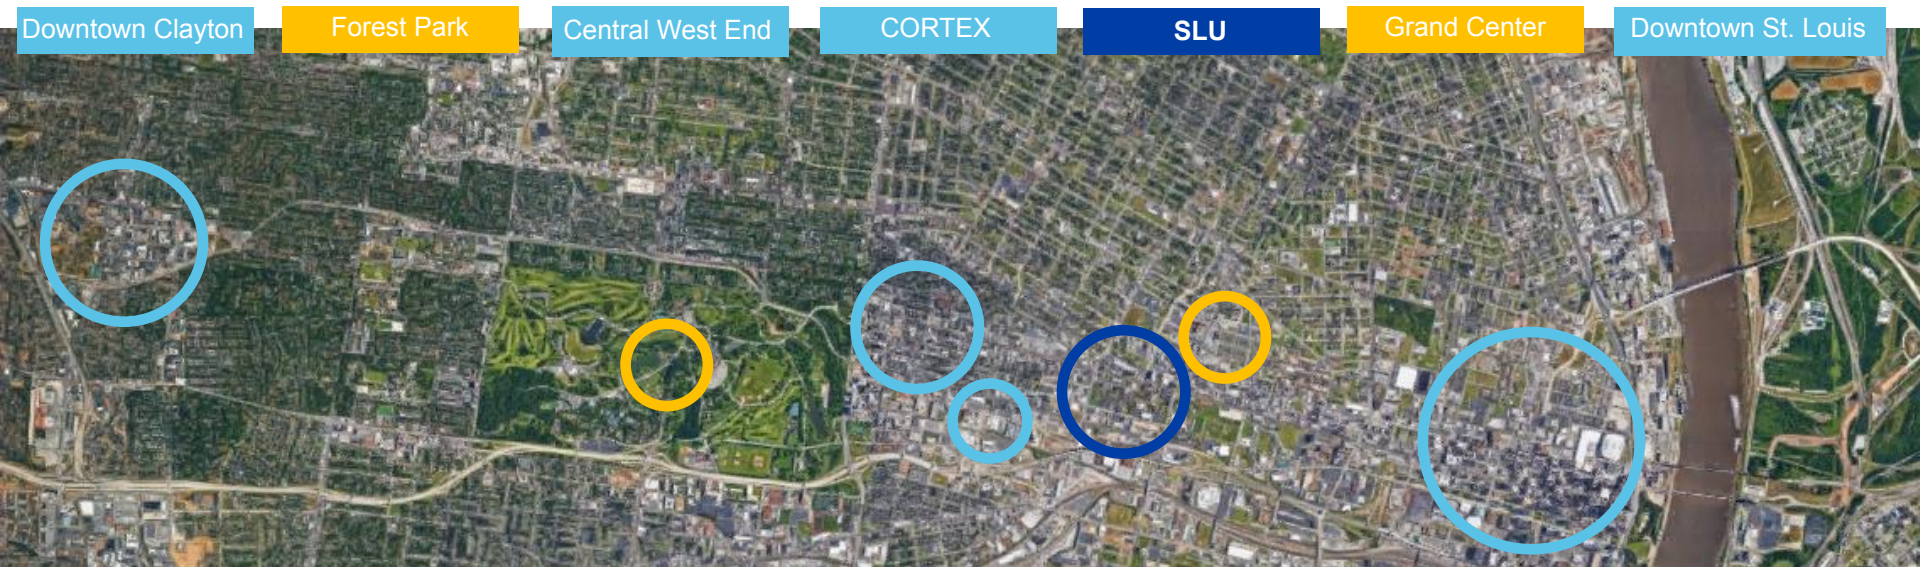 Downtown Clayton
Forest Park
Central West End
CORTEX
SLU
Grand Center
Downtown St. Louis